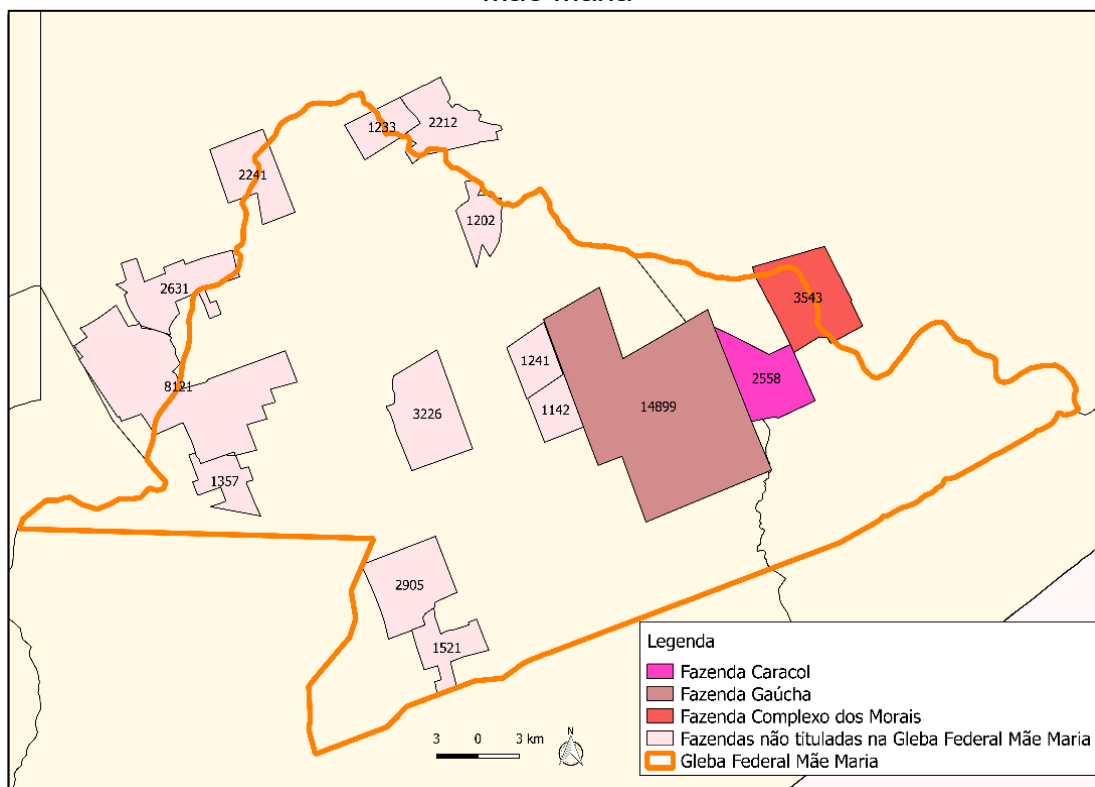 1233
2212
2241
1202
2631
3543
1241
2558
8121
3226
1142
14899
1357
2905
1521
3 0 3 km
N
Legenda
Fazenda Caracol
Fazenda Gaúcha
Fazenda Complexo dos Morais
Fazendas não tituladas na Gleba Federal Mãe Maria
Gleba Federal Mãe Maria